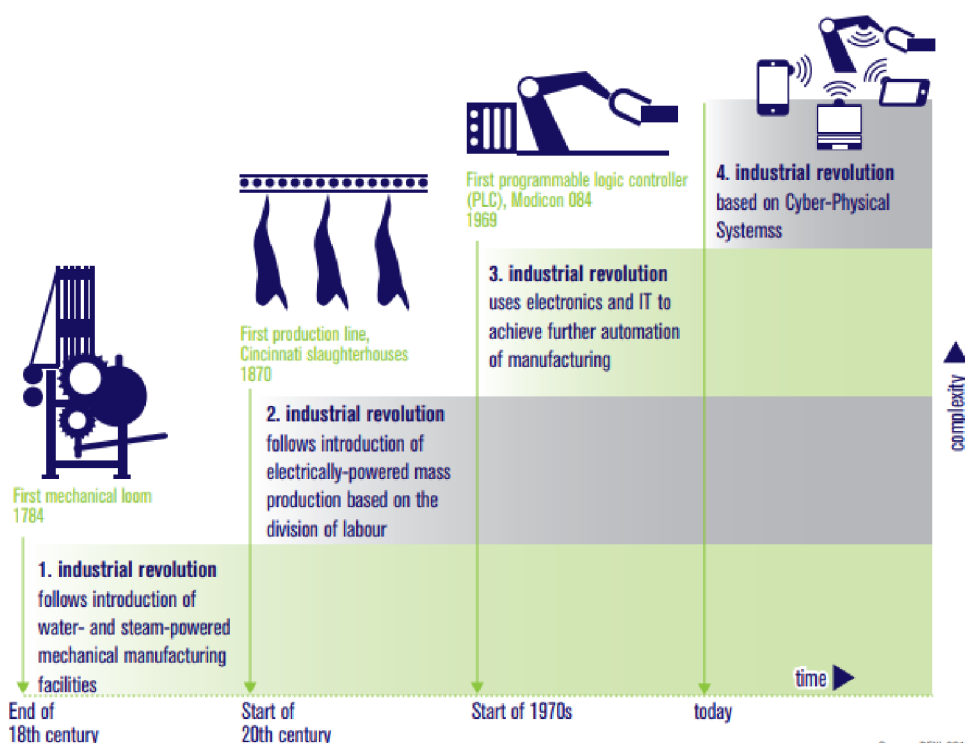 4. industrial revolution
based on Cyber-Physical
Systemss
First programmable logic controller
(PLC), Modicon 084
1969
3. industrial revolution
uses electronics and IT to
achieve further automation
of manufacturing
First production line,
Cincinnati slaughterhouses
1870
2. industrial revolution
follows introduction of
electrically-powered mass
production based on the
division of labour
First mechanical loom
1784
1. industrial revolution
follows introduction of
water- and steam-powered
mechanical manufacturing
facilities
complexity
time
End of
18th century
Start of
20th century
Start of 1970s
today